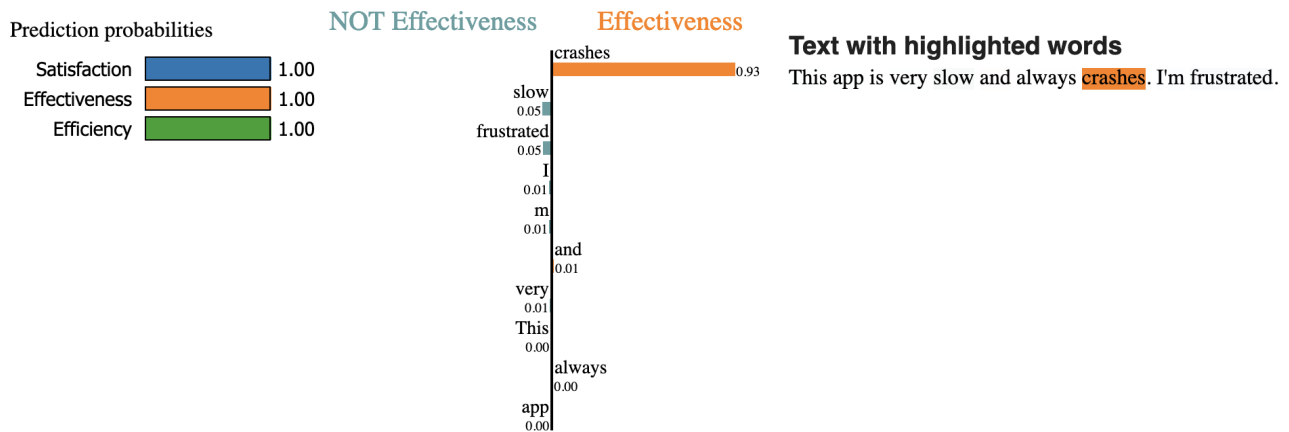 Prediction probabilities
Satisfaction 1.00
Effectiveness 1.00
Efficiency 1.00
NOT Effectiveness Effectiveness
crashes
0.93
slow
0.05
frustrated
0.05
I
0.01
m
0.01
and
0.01
very
0.01
This
0.00
always
0.00
app
0.00
Text with highlighted words
This app is very slow and always crashes. I'm frustrated.